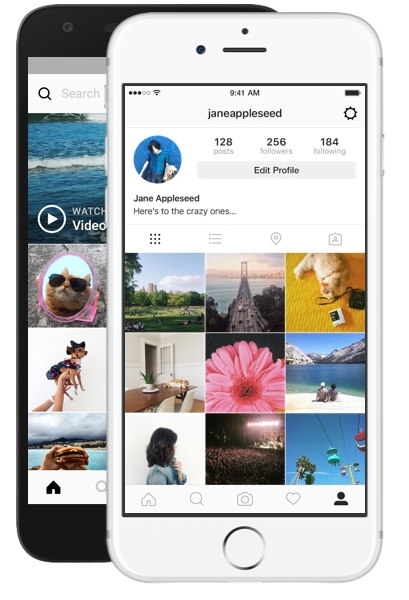 Search
WATCH
Video
9:41 AM
janeappleseed
128
posts
256
followers
184
following
Edit Profile
Jane Appleseed
Here's to the crazy ones...